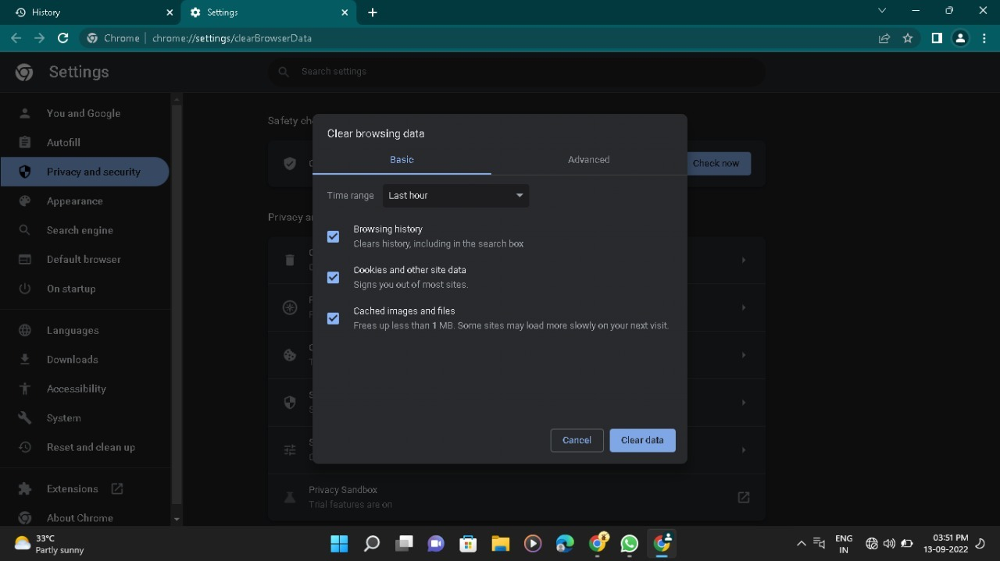 History
Settings
Chrome
chrome://settings/clearBrowserData
Settings
Search settings
You and Google
Autofill
Privacy and security
Appearance
Search engine
Default browser
On startup
Languages
Downloads
Accessibility
System
Reset and clean up
Extensions
About Chrome
Safety ch
Check now
Privacy a
Clear browsing data
Basic
Advanced
Time range
Last hour
Browsing history
Clears history, including in the search box
Cookies and other site data
Signs you out of most sites.
Cached images and files
Frees up less than 1 MB. Some sites may load more slowly on your next visit.
Cancel
Clear data
Privacy Sandbox
Trial features are on
33°C
Partly sunny
ENG
IN
03:51 PM
13-09-2022